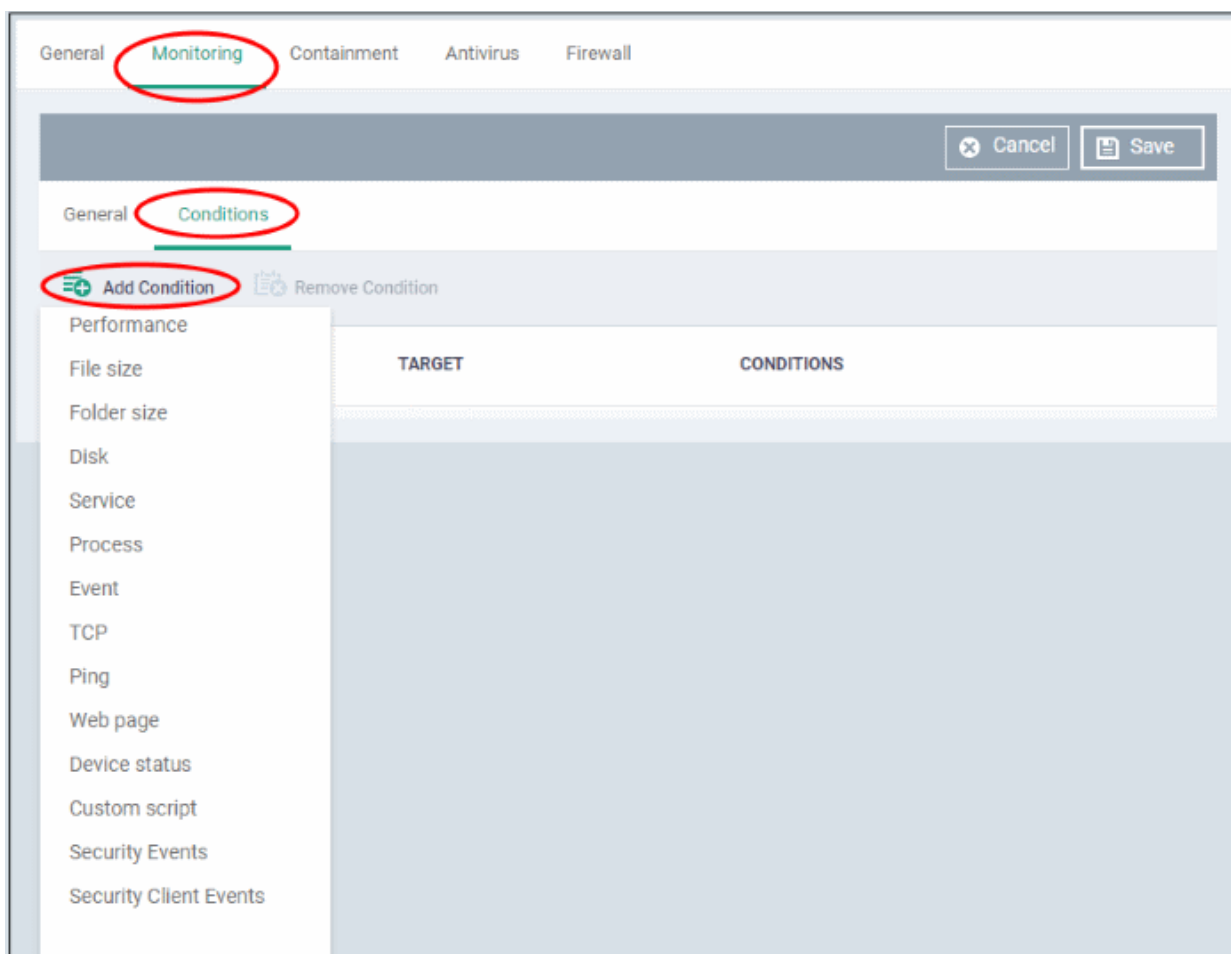 General Monitoring Containment Antivirus Firewall
Cancel Save
General Conditions
Add Condition Remove Condition
Performance
TARGET CONDITIONS
File size
Folder size
Disk
Service
Process
Event
TCP
Ping
Web page
Device status
Custom script
Security Events
Security Client Events